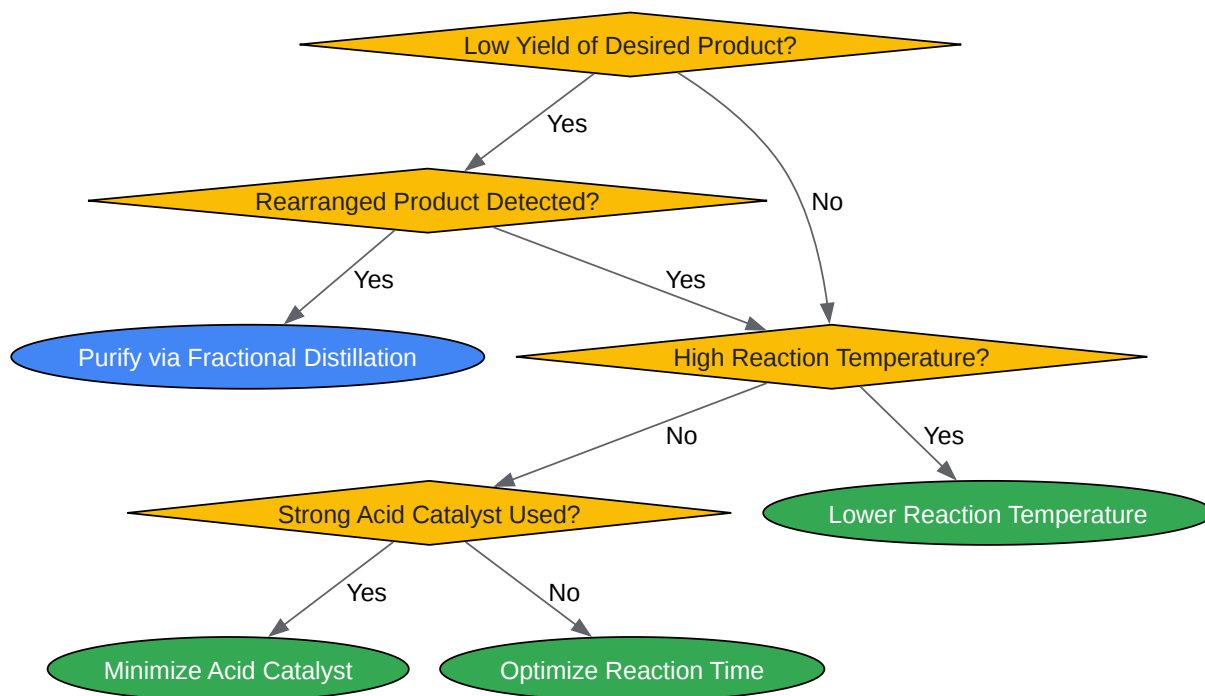 Low Yield of Desired Product?
Yes
Rearranged Product Detected?
No
Yes
Yes
Purify via Fractional Distillation
High Reaction Temperature?
No
Yes
Strong Acid Catalyst Used?
Lower Reaction Temperature
Yes
No
Minimize Acid Catalyst
Optimize Reaction Time